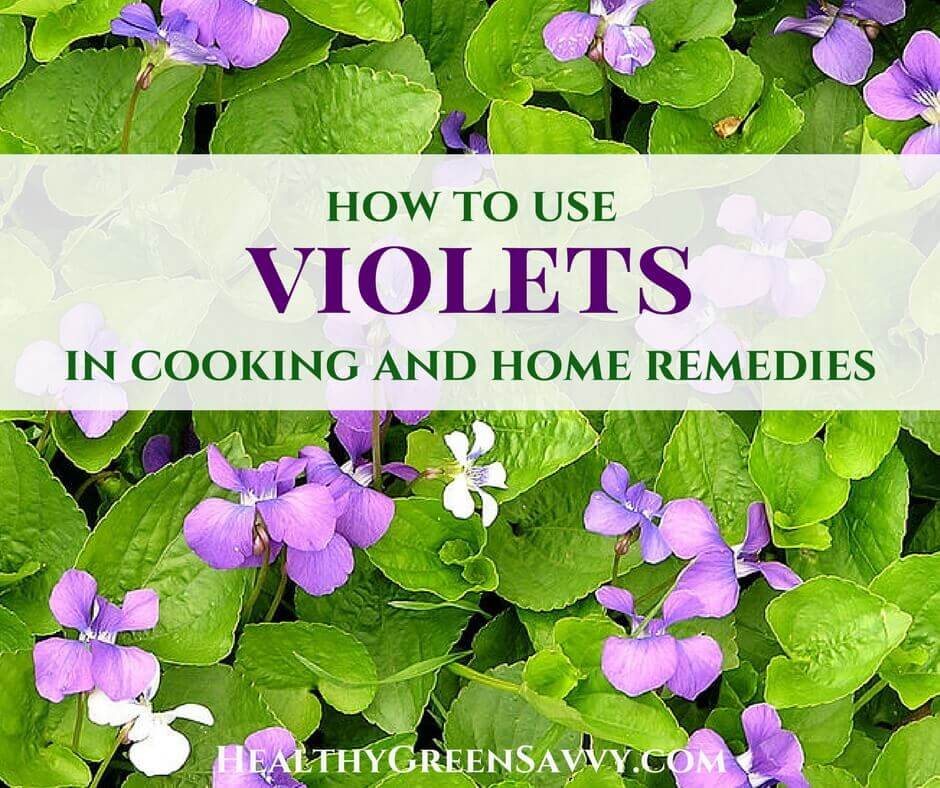 HOW TO USE
VIOLETS
IN COOKING AND HOME REMEDIES
HEALTHYGREENSAVVY.COM